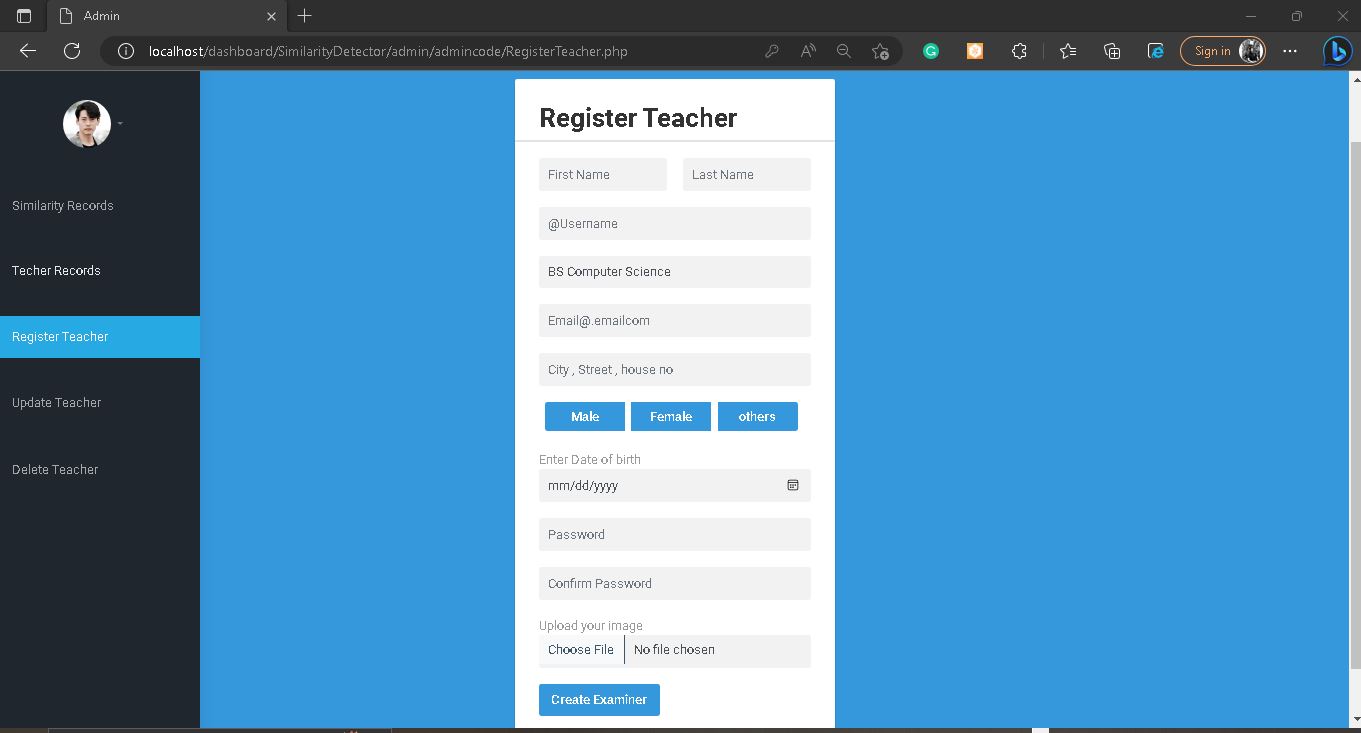 Admin
localhost/dashboard/SimilarityDetector/admin/admincode/RegisterTeacher.php
Sign in
Similarity Records
Techer Records
Register Teacher
Update Teacher
Delete Teacher
Register Teacher
First Name Last Name
@Username
BS Computer Science
Email@.emailcom
City , Street , house no
Male Female others
Enter Date of birth
mm/dd/yyyy
Password
Confirm Password
Upload your image
Choose File No file chosen
Create Examiner